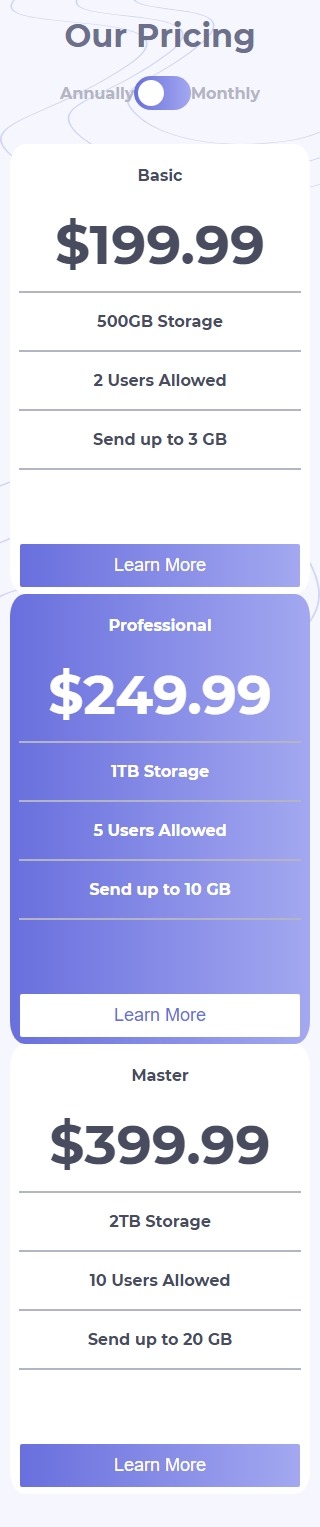 Our Pricing
Annually Monthly
Basic
$199.99
500GB Storage
2 Users Allowed
Send up to 3 GB
Learn More
Professional
$249.99
1TB Storage
5 Users Allowed
Send up to 10 GB
Learn More
Master
$399.99
2TB Storage
10 Users Allowed
Send up to 20 GB
Learn More